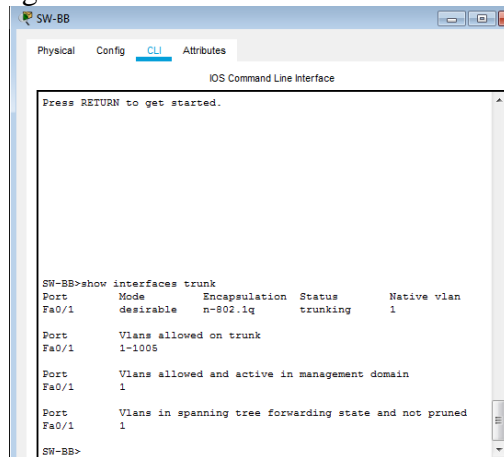 SW-BB
Physical Config CLI Attributes
IOS Command Line Interface
Press RETURN to get started.
SW-BB>show interfaces trunk
Port Mode Encapsulation Status Native vlan
Fa0/1 desirable n-802.1q trunking 1
Port Vlans allowed on trunk
Fa0/1 1-1005
Port Vlans allowed and active in management domain
Fa0/1 1
Port Vlans in spanning tree forwarding state and not pruned
Fa0/1 1
SW-BB>